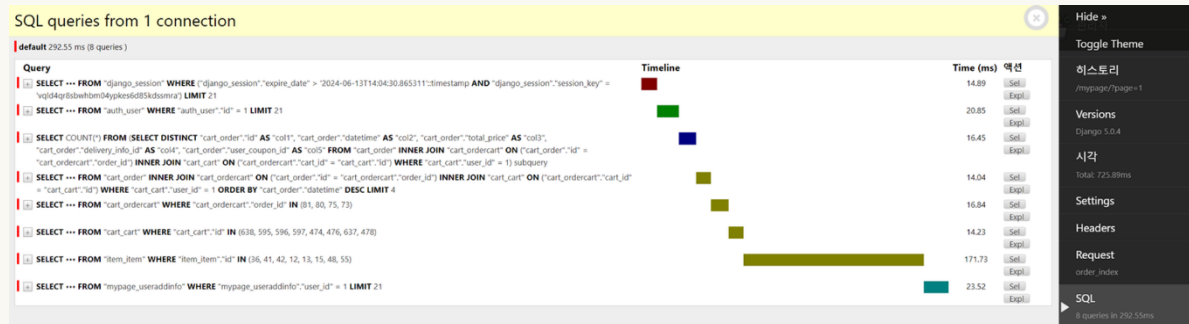 SQL queries from 1 connection
default 292.55 ms (8 queries )
Query Timeline Time (ms) 액션
+ SELECT ••• FROM "django_session" WHERE ("django_session"."expire_date" > '2024-06-13T14:04:30.865311'::timestamp AND "django_session"."session_key" = 14.89 Sel
'vqld4qr8sbwhbm04ypkes6d85kdssmra') LIMIT 21 Expl
+ SELECT ••• FROM "auth_user" WHERE "auth_user"."id" = 1 LIMIT 21 20.85 Sel
Expl
+ SELECT COUNT(*) FROM (SELECT DISTINCT "cart_order"."id" AS "col1", "cart_order"."datetime" AS "col2", "cart_order"."total_price" AS "col3", 16.45 Sel
"cart_order"."delivery_info_id" AS "col4", "cart_order"."user_coupon_id" AS "col5" FROM "cart_order" INNER JOIN "cart_ordercart" ON ("cart_order"."id" = Expl
"cart_ordercart"."order_id") INNER JOIN "cart_cart" ON ("cart_ordercart"."cart_id" = "cart_cart"."id") WHERE "cart_cart"."user_id" = 1) subquery
+ SELECT ••• FROM "cart_order" INNER JOIN "cart_ordercart" ON ("cart_order"."id" = "cart_ordercart"."order_id") INNER JOIN "cart_cart" ON ("cart_ordercart"."cart_id" 14.04 Sel
= "cart_cart"."id") WHERE "cart_cart"."user_id" = 1 ORDER BY "cart_order"."datetime" DESC LIMIT 4 Expl
+ SELECT ••• FROM "cart_ordercart" WHERE "cart_ordercart"."order_id" IN (81, 80, 75, 73) 16.84 Sel
Expl
+ SELECT ••• FROM "cart_cart" WHERE "cart_cart"."id" IN (638, 595, 596, 597, 474, 476, 637, 478) 14.23 Sel
Expl
+ SELECT ••• FROM "item_item" WHERE "item_item"."id" IN (36, 41, 42, 12, 13, 15, 48, 55) 171.73 Sel
Expl
+ SELECT ••• FROM "mypage_useraddinfo" WHERE "mypage_useraddinfo"."user_id" = 1 LIMIT 21 23.52 Sel
Expl
Hide »
Toggle Theme
히스토리
/mypage/?page=1
Versions
Django 5.0.4
시각
Total: 725.89ms
Settings
Headers
Request
order_index
SQL
8 queries in 292.55ms